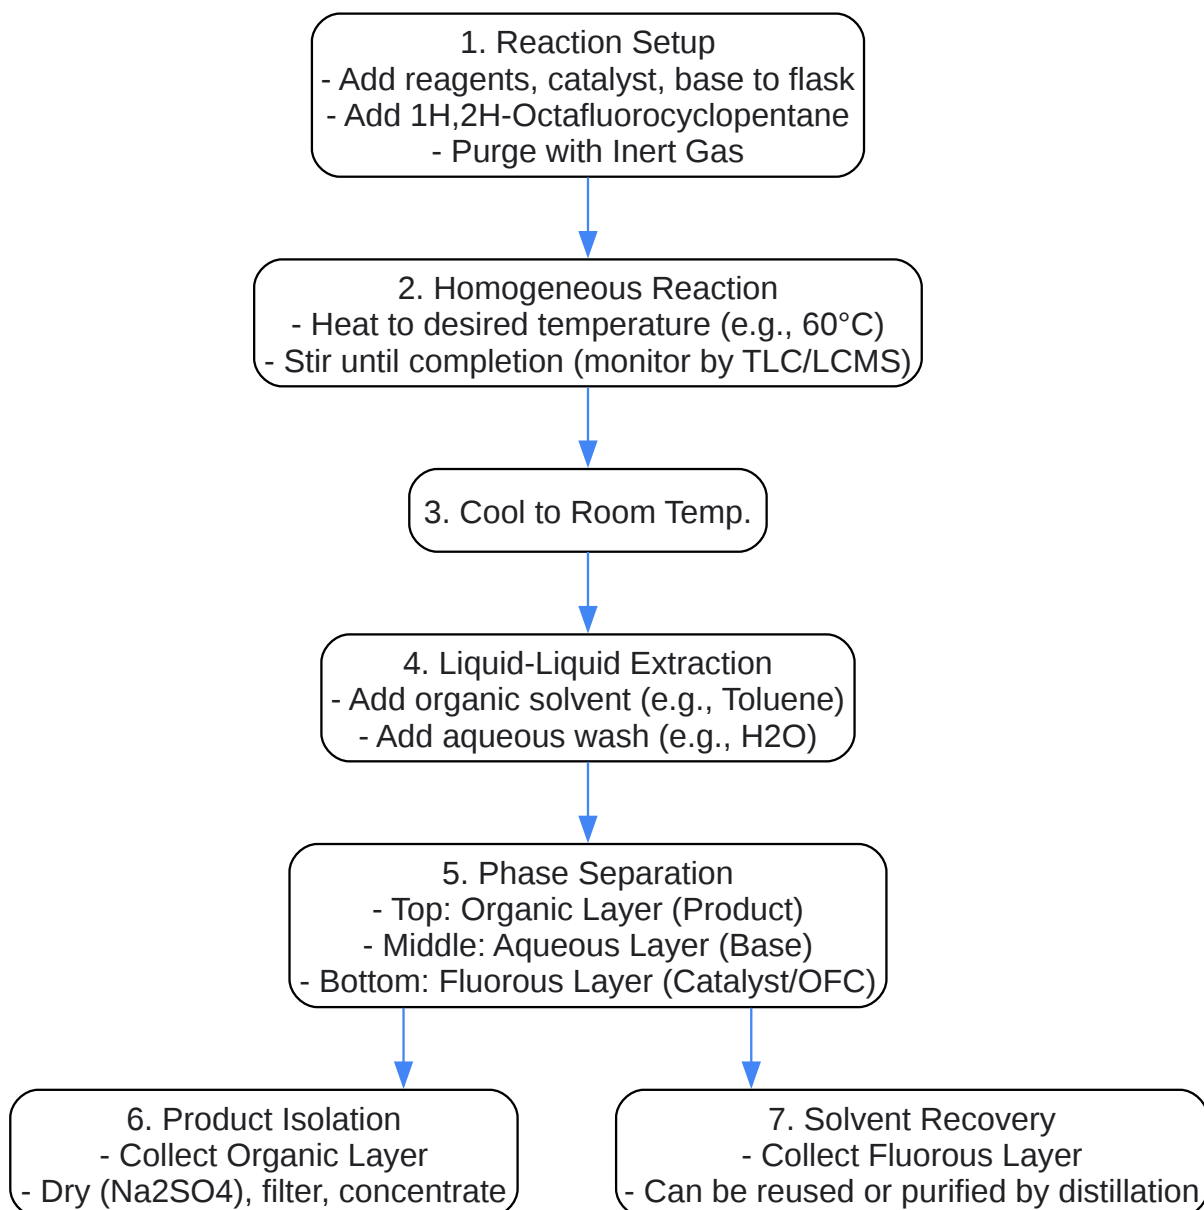 1. Reaction Setup
- Add reagents, catalyst, base to flask
- Add 1H,2H-Octafluorocyclopentane
- Purge with Inert Gas
2. Homogeneous Reaction
- Heat to desired temperature (e.g., 60°C)
- Stir until completion (monitor by TLC/LCMS)
3. Cool to Room Temp.
4. Liquid-Liquid Extraction
- Add organic solvent (e.g., Toluene)
- Add aqueous wash (e.g., H2O)
5. Phase Separation
- Top: Organic Layer (Product)
- Middle: Aqueous Layer (Base)
- Bottom: Fluorous Layer (Catalyst/OFC)
6. Product Isolation
- Collect Organic Layer
- Dry (Na2SO4), filter, concentrate
7. Solvent Recovery
- Collect Fluorous Layer
- Can be reused or purified by distillation